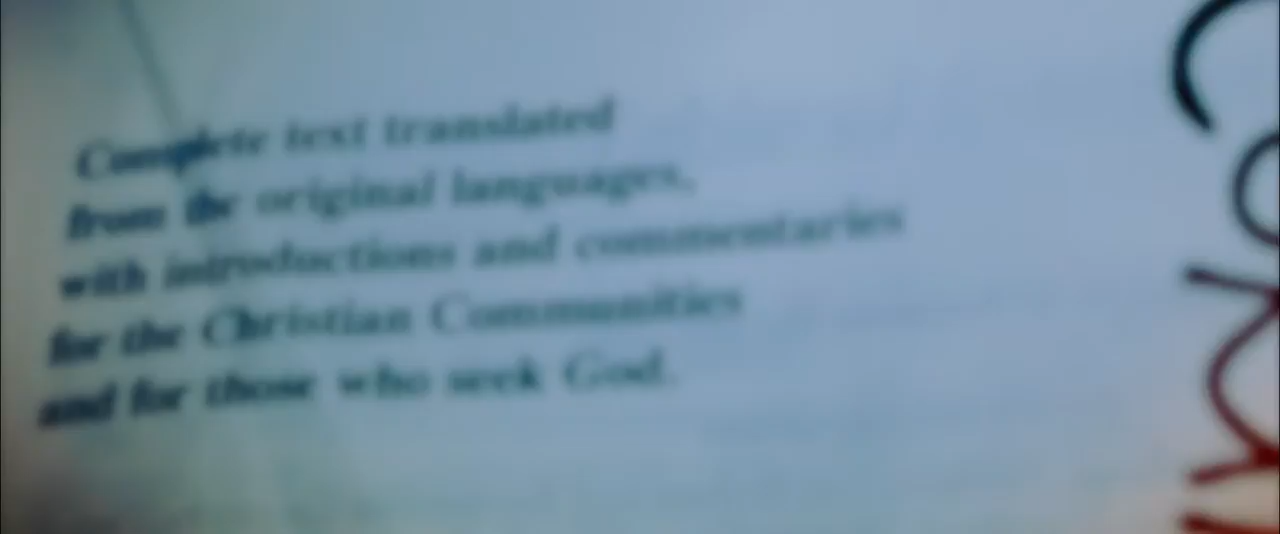 Complete text translated
from the original languages,
with introductions and commentaries
for the Christian Communities
and for those who seek God.